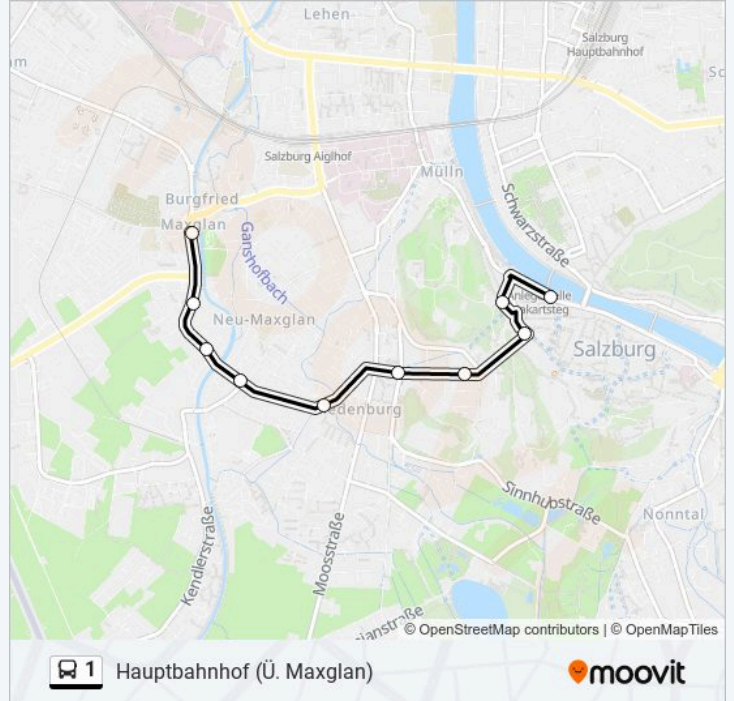 Lehen
Salzburg
Hauptbahnhof
Salzburg Aiglhof
Mülln
Burgfried
Maxglan
Schwarzstraße
Ganshofbach
Neu-Maxglan
Salzburg
Sinnhubstraße
Nonntal
Kendlerstraße
Moosstraße
© OpenStreetMap contributors | © OpenMapTiles
1 Hauptbahnhof (Ü. Maxglan)
moovit